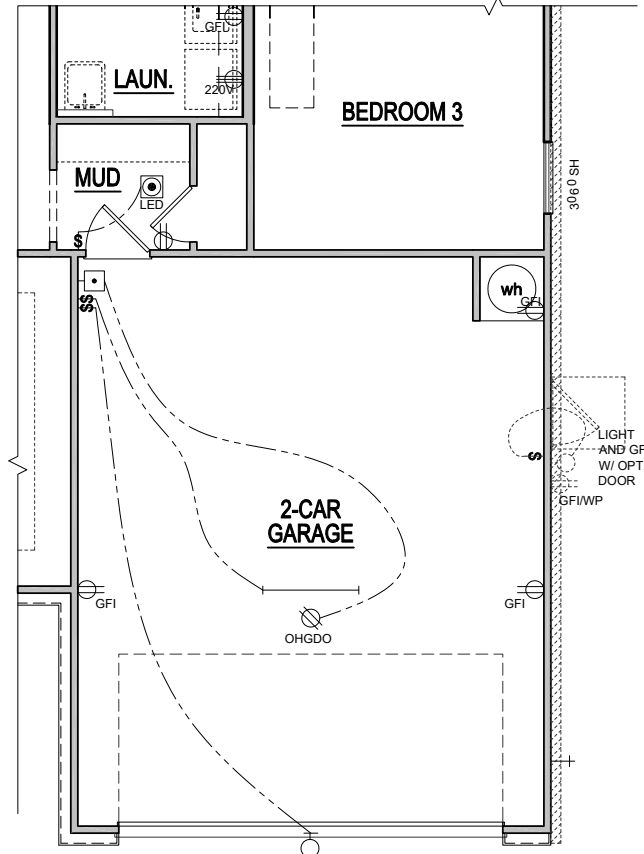 GFI
LAUN.
220V
BEDROOM 3
MUD
LED
3060 SH
$
wh
GFI
$$
LIGHT
AND GF
W/ OPT
DOOR
$
GFI/WP
2-CAR
GARAGE
GFI
GFI
OHGDO